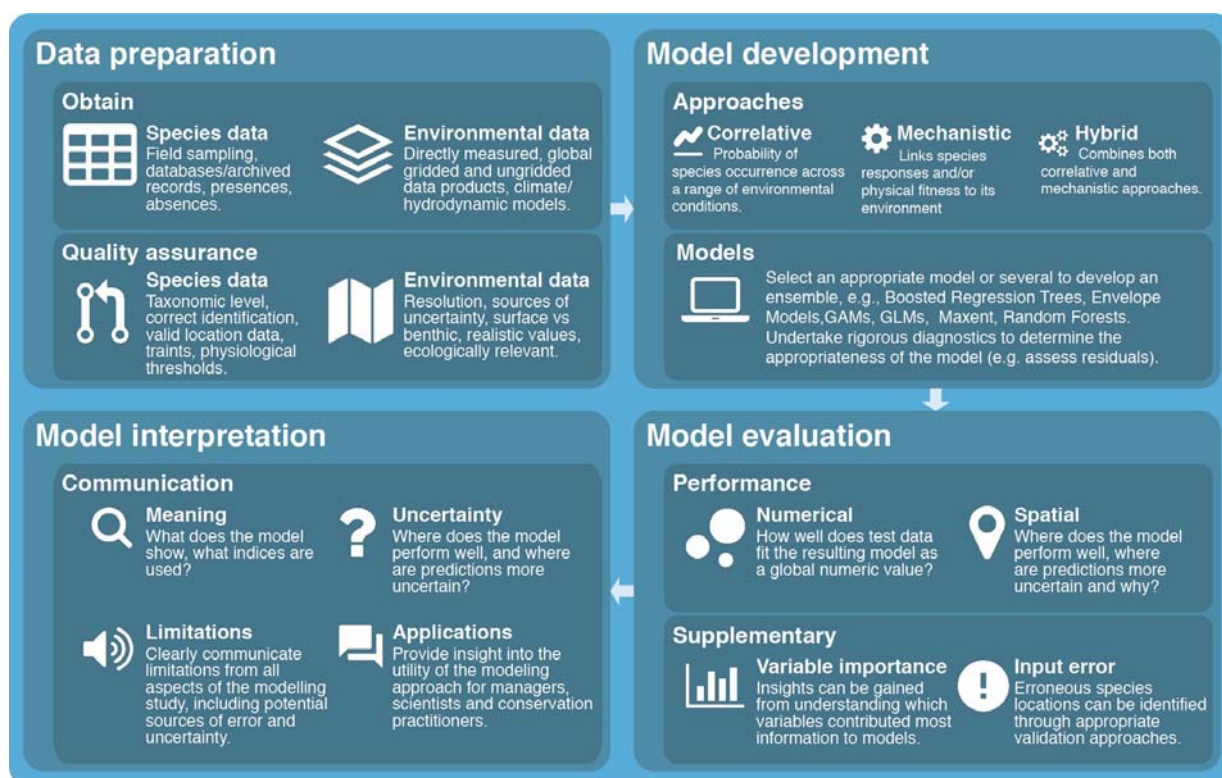 Data preparation
Obtain
Species data
Field sampling,
databases/archived
records, presences,
absences.
Environmental data
Directly measured, global
gridded and ungridded
data products, climate/
hydrodynamic models.
Quality assurance
Species data
Taxonomic level,
correct identification,
valid location data,
traints, physiological
thresholds.
Environmental data
Resolution, sources of
uncertainty, surface vs
benthic, realistic values,
ecologically relevant.
Model development
Approaches
Correlative
Probability of
species occurrence across
a range of environmental
conditions.
Mechanistic
Links species
responses and/or
physical fitness to its
environment
Hybrid
Combines both
correlative and
mechanistic approaches.
Models
Select an appropriate model or several to develop an
ensemble, e.g., Boosted Regression Trees, Envelope
Models,GAMs, GLMs, Maxent, Random Forests.
Undertake rigorous diagnostics to determine the
appropriateness of the model (e.g. assess residuals).
Model evaluation
Performance
Numerical
How well does test data
fit the resulting model as
a global numeric value?
Spatial
Where does the model
perform well, where
are predictions more
uncertain and why?
Supplementary
Variable importance
Insights can be gained
from understanding which
variables contributed most
information to models.
Input error
Erroneous species
locations can be identified
through appropriate
validation approaches.
Model interpretation
Communication
Meaning
What does the model
show, what indices are
used?
Uncertainty
Where does the model
perform well, and where
are predictions more
uncertain?
Limitations
Clearly communicate
limitations from all
aspects of the modelling
study, including potential
sources of error and
uncertainty.
Applications
Provide insight into the
utility of the modeling
approach for managers,
scientists and conservation
practitioners.